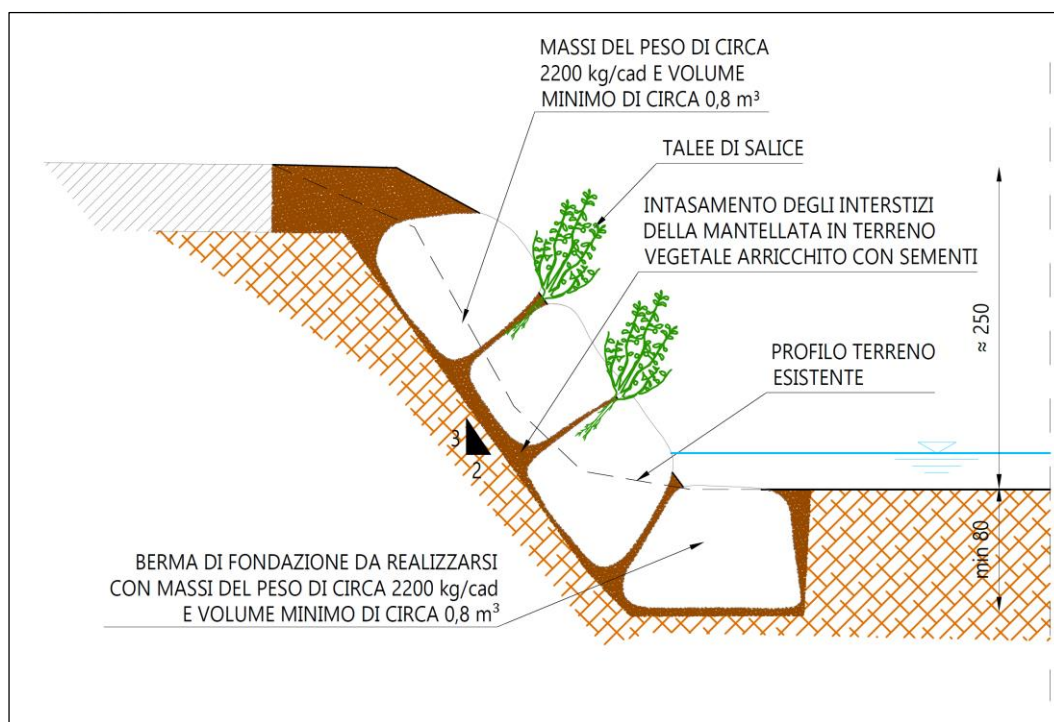 MASSI DEL PESO DI CIRCA
2200 kg/cad E VOLUME
MINIMO DI CIRCA 0,8 m³
TALEE DI SALICE
INTASAMENTO DEGLI INTERSTIZI
DELLA MANTELLATA IN TERRENO
VEGETALE ARRICCHITO CON SEMENTI
≈ 250
PROFILO TERRENO
ESISTENTE
3
2
min 80
BERMA DI FONDAZIONE DA REALIZZARSI
CON MASSI DEL PESO DI CIRCA 2200 kg/cad
E VOLUME MINIMO DI CIRCA 0,8 m³